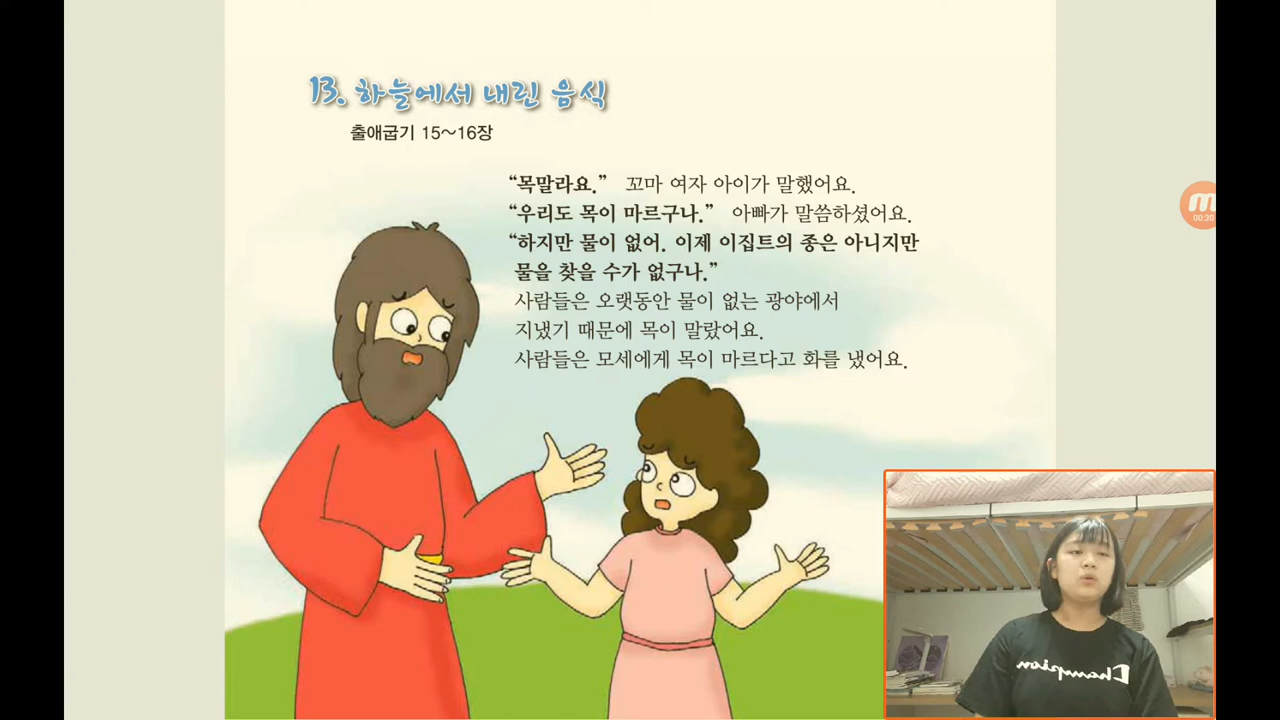 13. 하늘에서 내린 음식
출애굽기 15~16장
“목말라요.” 꼬마 여자 아이가 말했어요.
“우리도 목이 마르구나.” 아빠가 말씀하셨어요.
“하지만 물이 없어. 이제 이집트의 종은 아니지만
물을 찾을 수가 없구나.”
사람들은 오랫동안 물이 없는 광야에서
지냈기 때문에 목이 말랐어요.
사람들은 모세에게 목이 마르다고 화를 냈어요.
00:30
Champion